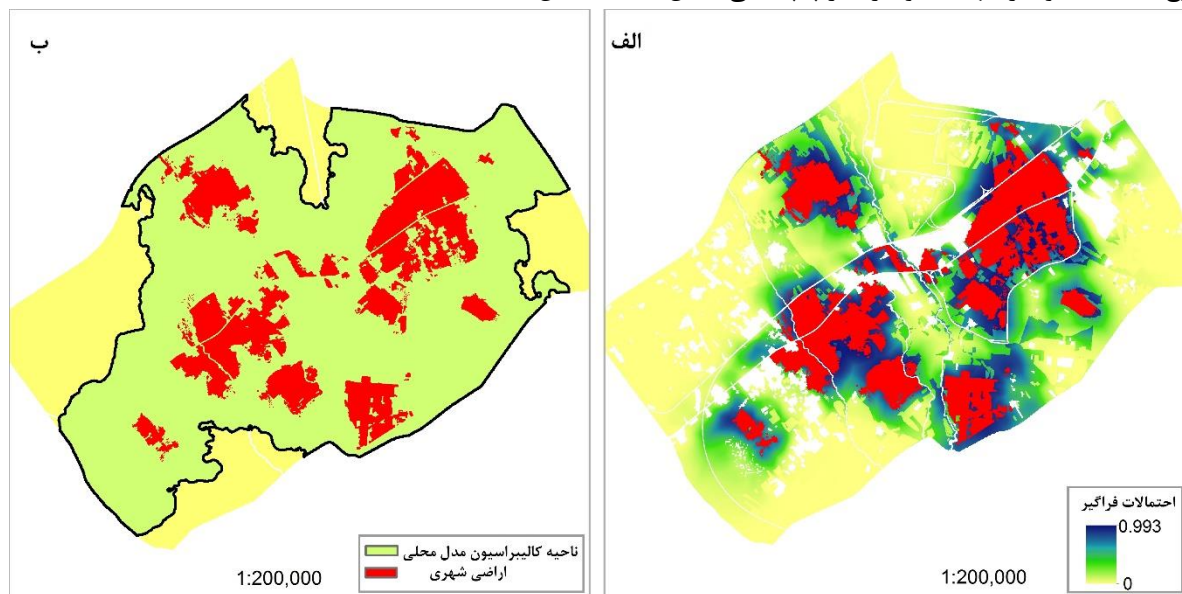 الف
احتمالات فراگیر
0.993
0
1:200,000
ب
ناحیه کالیبراسیون مدل محلی
اراضی شهری
1:200,000